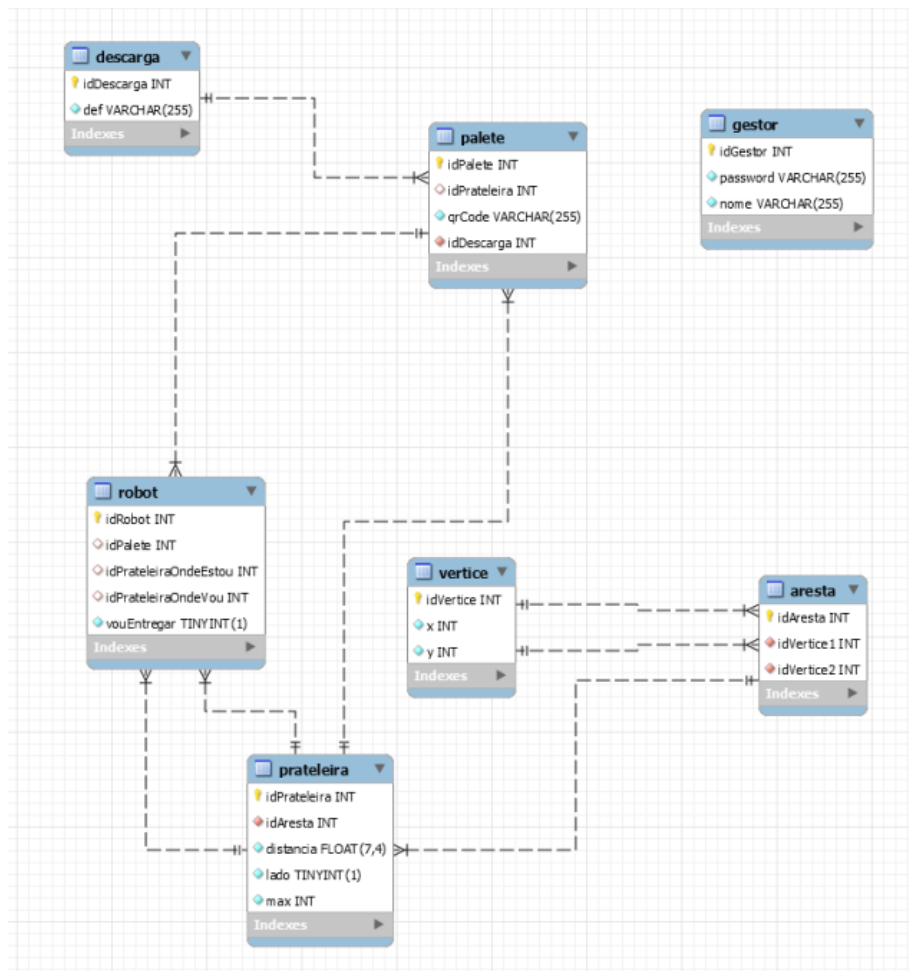 descarga
idDescarga INT
def VARCHAR(255)
Indexes
palete
idPalete INT
idPrateleira INT
qrCode VARCHAR(255)
idDescarga INT
Indexes
gestor
idGestor INT
password VARCHAR(255)
nome VARCHAR(255)
Indexes
robot
idRobot INT
idPalete INT
idPrateleiraOndeEstou INT
idPrateleiraOndeVou INT
vouEntregar TINYINT(1)
Indexes
vertice
idVertice INT
x INT
y INT
Indexes
aresta
idAresta INT
idVertice1 INT
idVertice2 INT
Indexes
prateleira
idPrateleira INT
idAresta INT
distancia FLOAT(7,4)
lado TINYINT(1)
max INT
Indexes